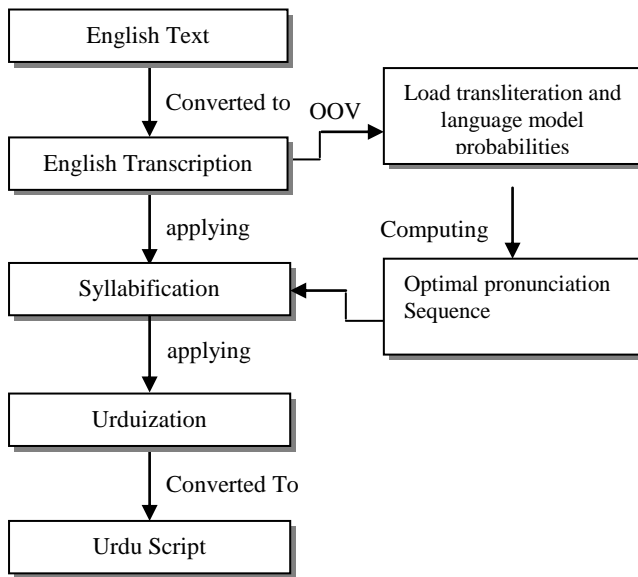 English Text
Converted to
OOV
Load transliteration and
language model
probabilities
English Transcription
applying
Computing
Syllabification
Optimal pronunciation
Sequence
applying
Urduization
Converted To
Urdu Script